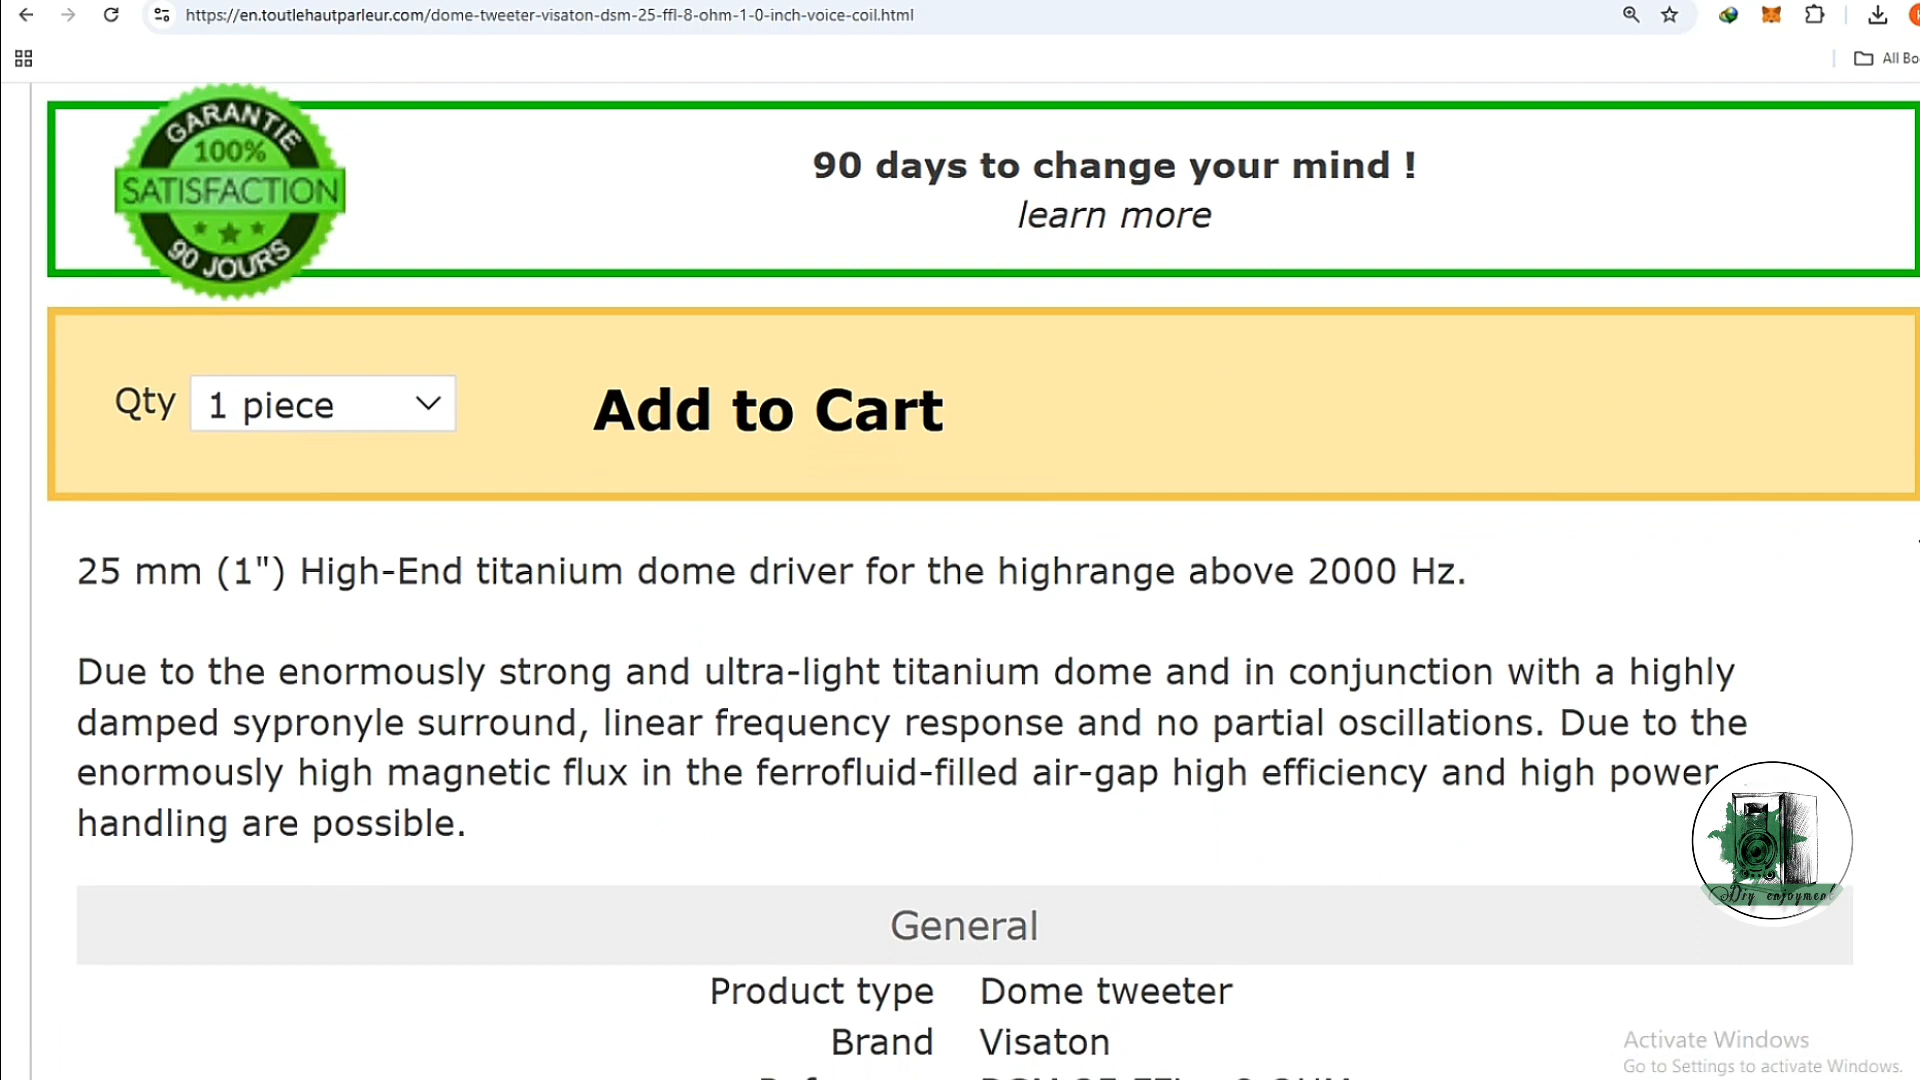 https://en.toutlehautparleur.com/dome-tweeter-visaton-dsm-25-ffl-8-ohm-1-0-inch-voice-coil.html
All Bo
GARANTIE
100%
SATISFACTION
90 JOURS
90 days to change your mind !
learn more
Qty 1 piece Add to Cart
25 mm (1") High-End titanium dome driver for the highrange above 2000 Hz.
Due to the enormously strong and ultra-light titanium dome and in conjunction with a highly
damped sypronyle surround, linear frequency response and no partial oscillations. Due to the
enormously high magnetic flux in the ferrofluid-filled air-gap high efficiency and high power
handling are possible.
Diy enjoyment
General
Product type Dome tweeter
Brand Visaton
Activate Windows
Go to Settings to activate Windows.